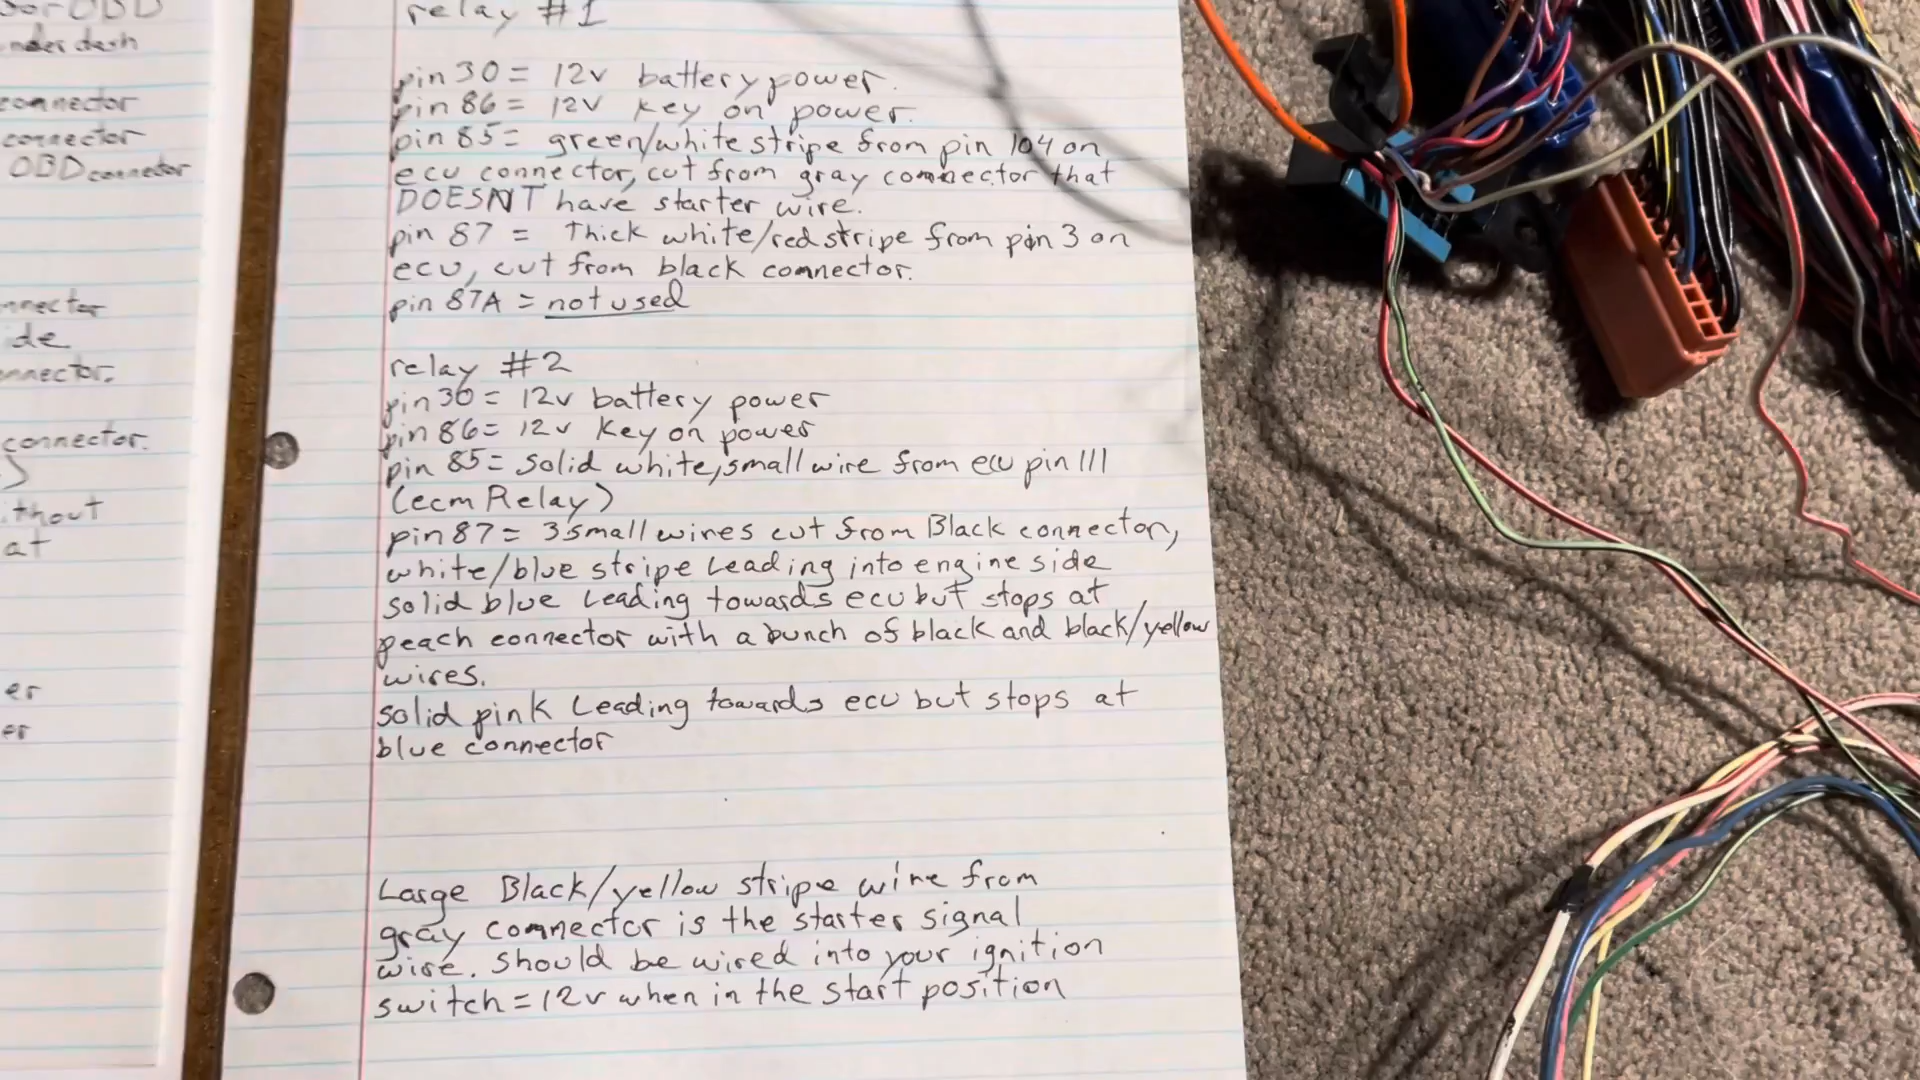 OBD
under dash
connector
connector
OBD connector
ide
connector.
connector.
ithout
at
er
er
relay #1
pin 30 = 12v battery power.
pin 86 = 12v key on power.
pin 85 = green/white stripe from pin 104 on
ecu connector, cut from gray connector that
DOESNT have starter wire.
pin 87 = Thick white/red stripe from pin 3 on
ecu, cut from black connector.
pin 87A = not used
relay #2
pin 30 = 12v battery power
pin 86 = 12v key on power
pin 85 = solid white, small wire from ecu pin 111
(ecm Relay)
pin 87 = 3 small wires cut from Black connector,
white/blue stripe leading into engine side
solid blue leading towards ecu but stops at
peach connector with a bunch of black and black/yellow
wires.
solid pink leading towards ecu but stops at
blue connector
Large Black/yellow stripe wire from
gray connector is the starter signal
wire. should be wired into your ignition
switch = 12v when in the start position